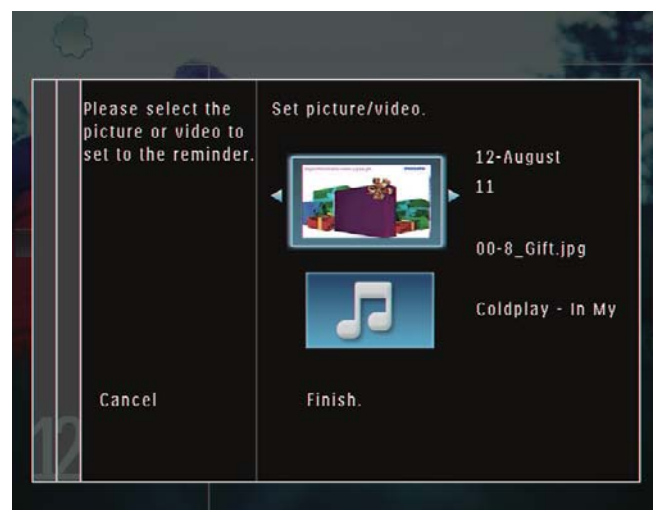 Please select the
picture or video to
set to the reminder.
Set picture/video.
12-August
11
00-8_Gift.jpg
Coldplay - In My
Cancel
Finish.
12